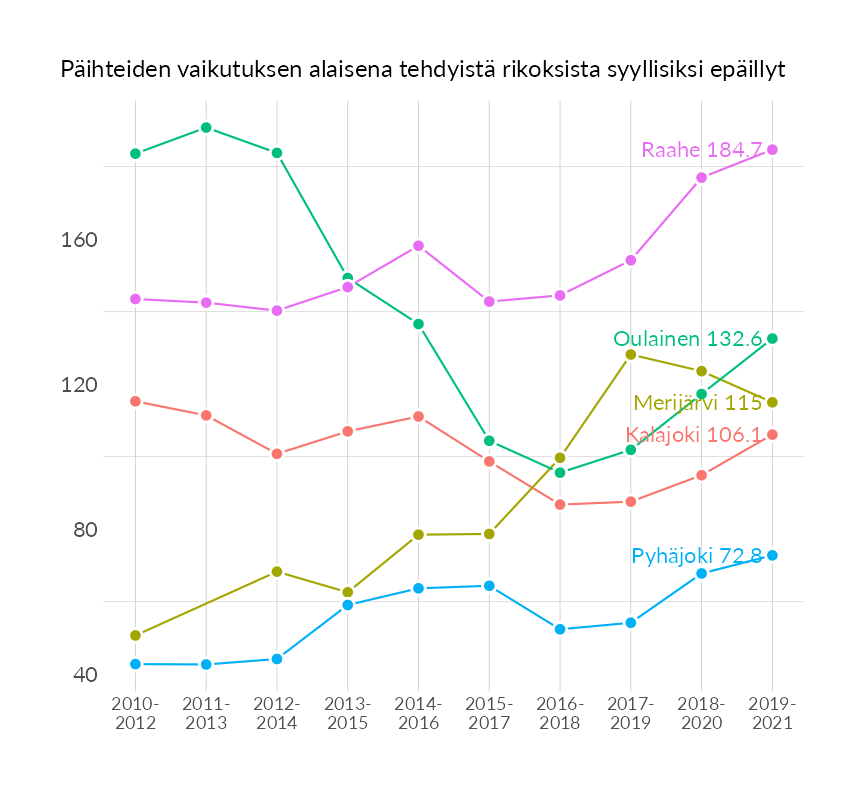 Päihteiden vaikutuksen alaisena tehdyistä rikoksista syyllisiksi epäillyt
Raahe 184.7
160
Oulainen 132.6
120
Merijärvi 115
Kalajoki 106.1
80
Pyhäjoki 72.8
40
2010- 2011- 2012- 2013- 2014- 2015- 2016- 2017- 2018- 2019-
2012 2013 2014 2015 2016 2017 2018 2019 2020 2021